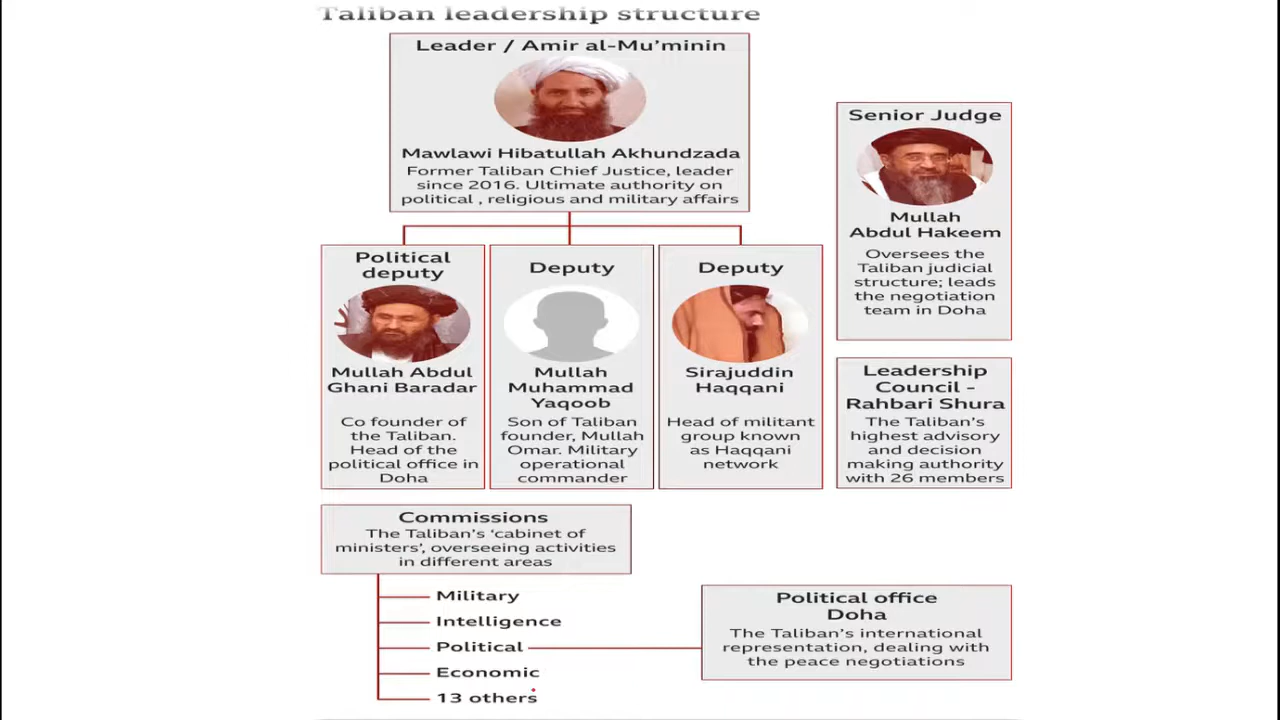 Taliban leadership structure
Leader / Amir al-Mu’minin
Mawlawi Hibatullah Akhundzada
Former Taliban Chief Justice, leader
since 2016. Ultimate authority on
political , religious and military affairs
Senior Judge
Mullah
Abdul Hakeem
Oversees the
Taliban judicial
structure; leads
the negotiation
team in Doha
Political
deputy
Mullah Abdul
Ghani Baradar
Co founder of
the Taliban.
Head of the
political office in
Doha
Deputy
Mullah
Muhammad
Yaqoob
Son of Taliban
founder, Mullah
Omar. Military
operational
commander
Deputy
Sirajuddin
Haqqani
Head of militant
group known
as Haqqani
network
Leadership
Council -
Rahbari Shura
The Taliban’s
highest advisory
and decision
making authority
with 26 members
Commissions
The Taliban’s ‘cabinet of
ministers’, overseeing activities
in different areas
Military
Intelligence
Political
Economic
13 others
Political office
Doha
The Taliban’s international
representation, dealing with
the peace negotiations